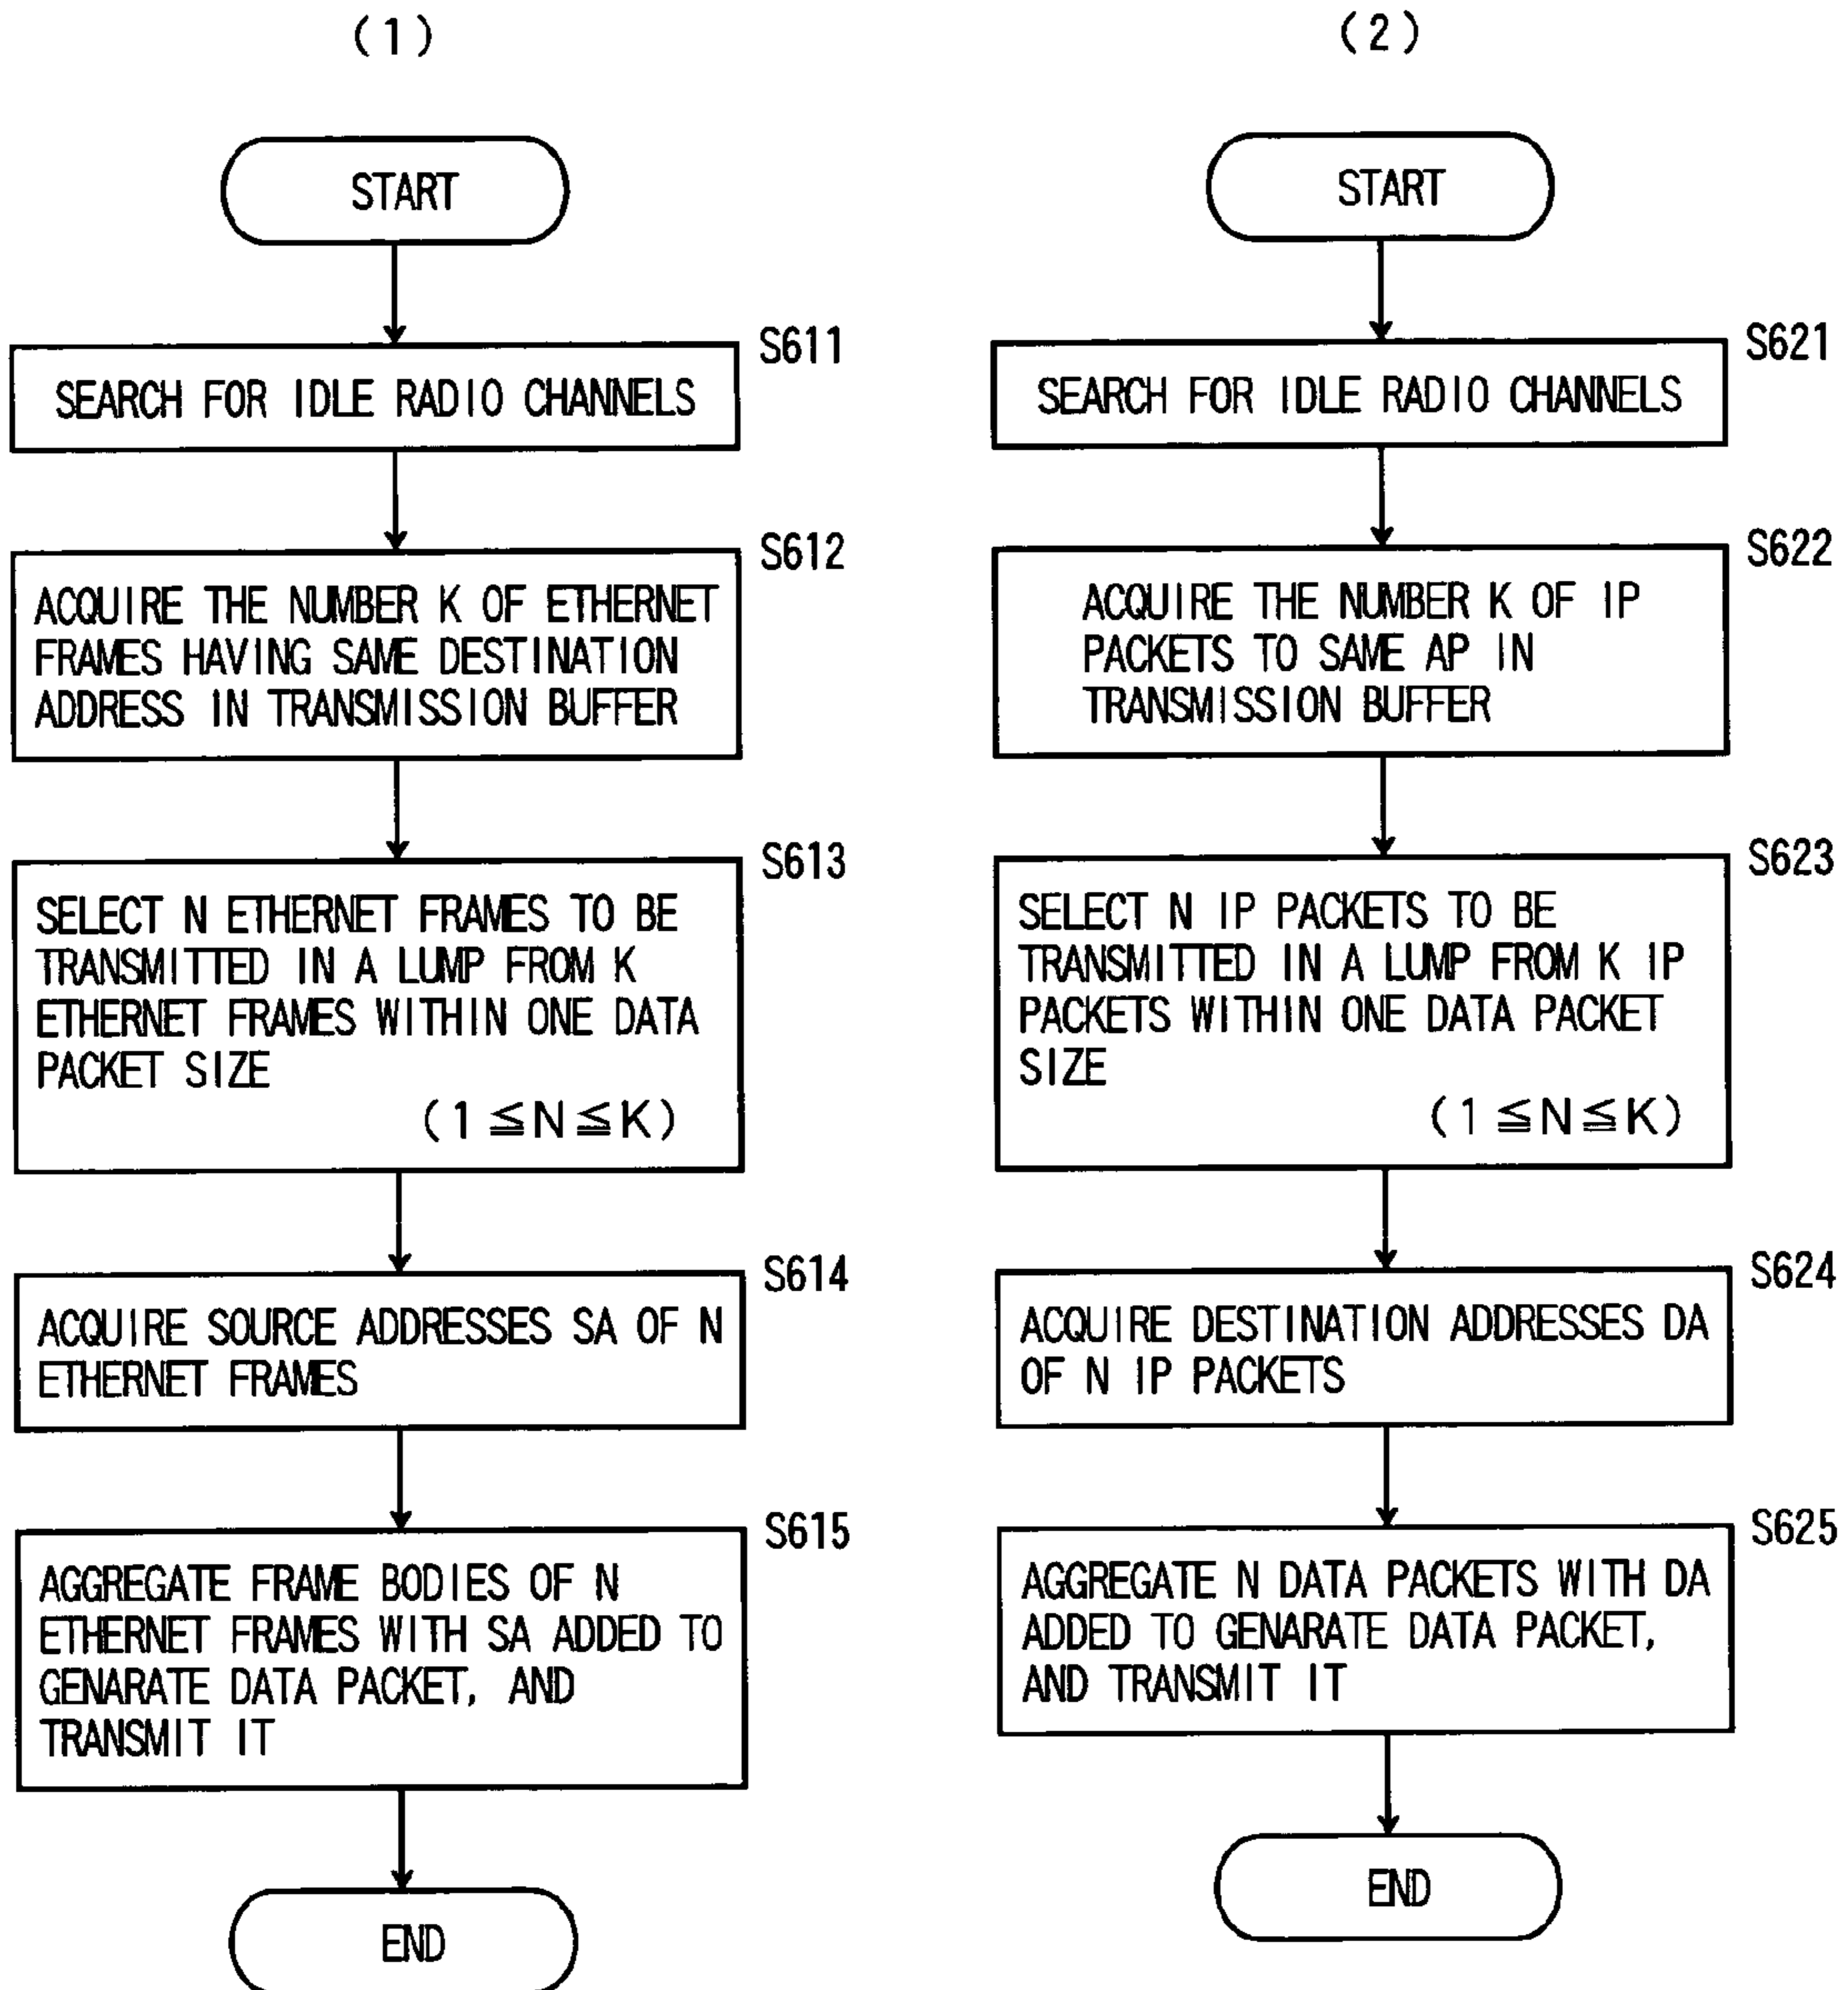 (1)
START
S611
SEARCH FOR IDLE RADIO CHANNELS
S612
ACQUIRE THE NUMBER K OF ETHERNET
FRAMES HAVING SAME DESTINATION
ADDRESS IN TRANSMISSION BUFFER
S613
SELECT N ETHERNET FRAMES TO BE
TRANSMITTED IN A LUMP FROM K
ETHERNET FRAMES WITHIN ONE DATA
PACKET SIZE
(1≦N≦K)
S614
ACQUIRE SOURCE ADDRESSES SA OF N
ETHERNET FRAMES
S615
AGGREGATE FRAME BODIES OF N
ETHERNET FRAMES WITH SA ADDED TO
GENARATE DATA PACKET, AND
TRANSMIT IT
END
(2)
START
S621
SEARCH FOR IDLE RADIO CHANNELS
S622
ACQUIRE THE NUMBER K OF IP
PACKETS TO SAME AP IN
TRANSMISSION BUFFER
S623
SELECT N IP PACKETS TO BE
TRANSMITTED IN A LUMP FROM K IP
PACKETS WITHIN ONE DATA PACKET
SIZE
(1≦N≦K)
S624
ACQUIRE DESTINATION ADDRESSES DA
OF N IP PACKETS
S625
AGGREGATE N DATA PACKETS WITH DA
ADDED TO GENARATE DATA PACKET,
AND TRANSMIT IT
END